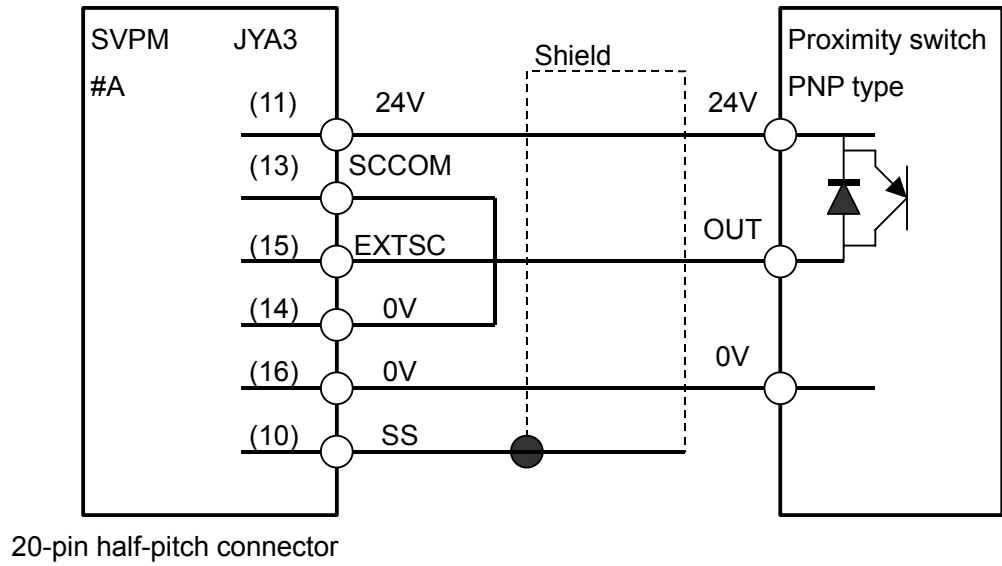 SVPM JYA3
#A
Shield
Proximity switch
PNP type
(11) 24V 24V
(13) SCCOM
(15) EXTSC OUT
(14) 0V
(16) 0V 0V
(10) SS
20-pin half-pitch connector